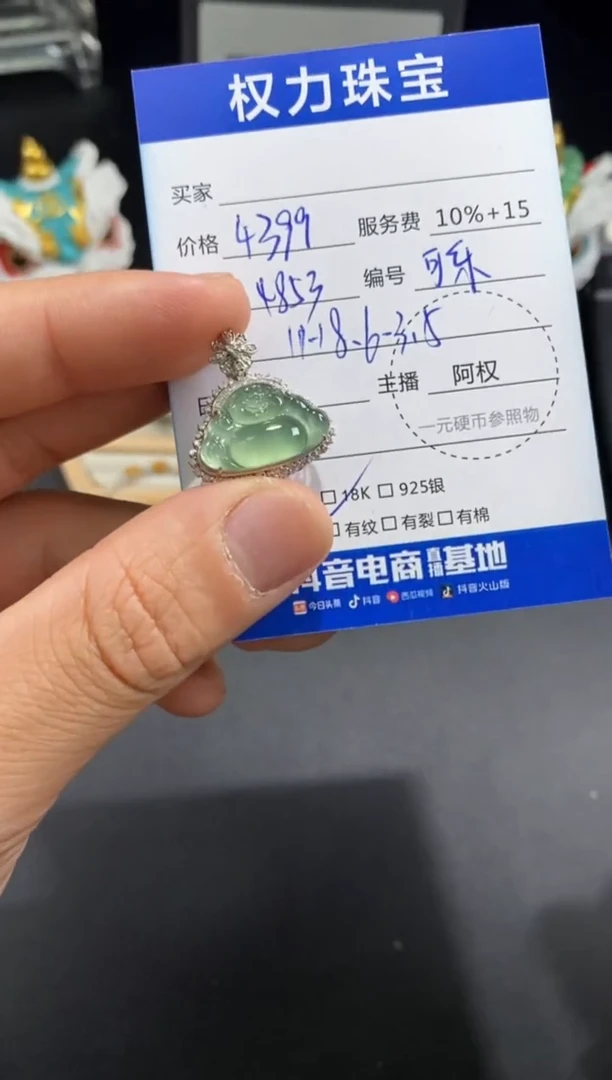 权力珠宝
买家
价格 4399 服务费 10%+15
4853 编号
11-18-6-3.5
主播 阿权
一元硬币参照物
18K 925银
有纹 有裂 有棉
抖音电商直播基地
今日头条 抖音 西瓜视频 抖音火山版